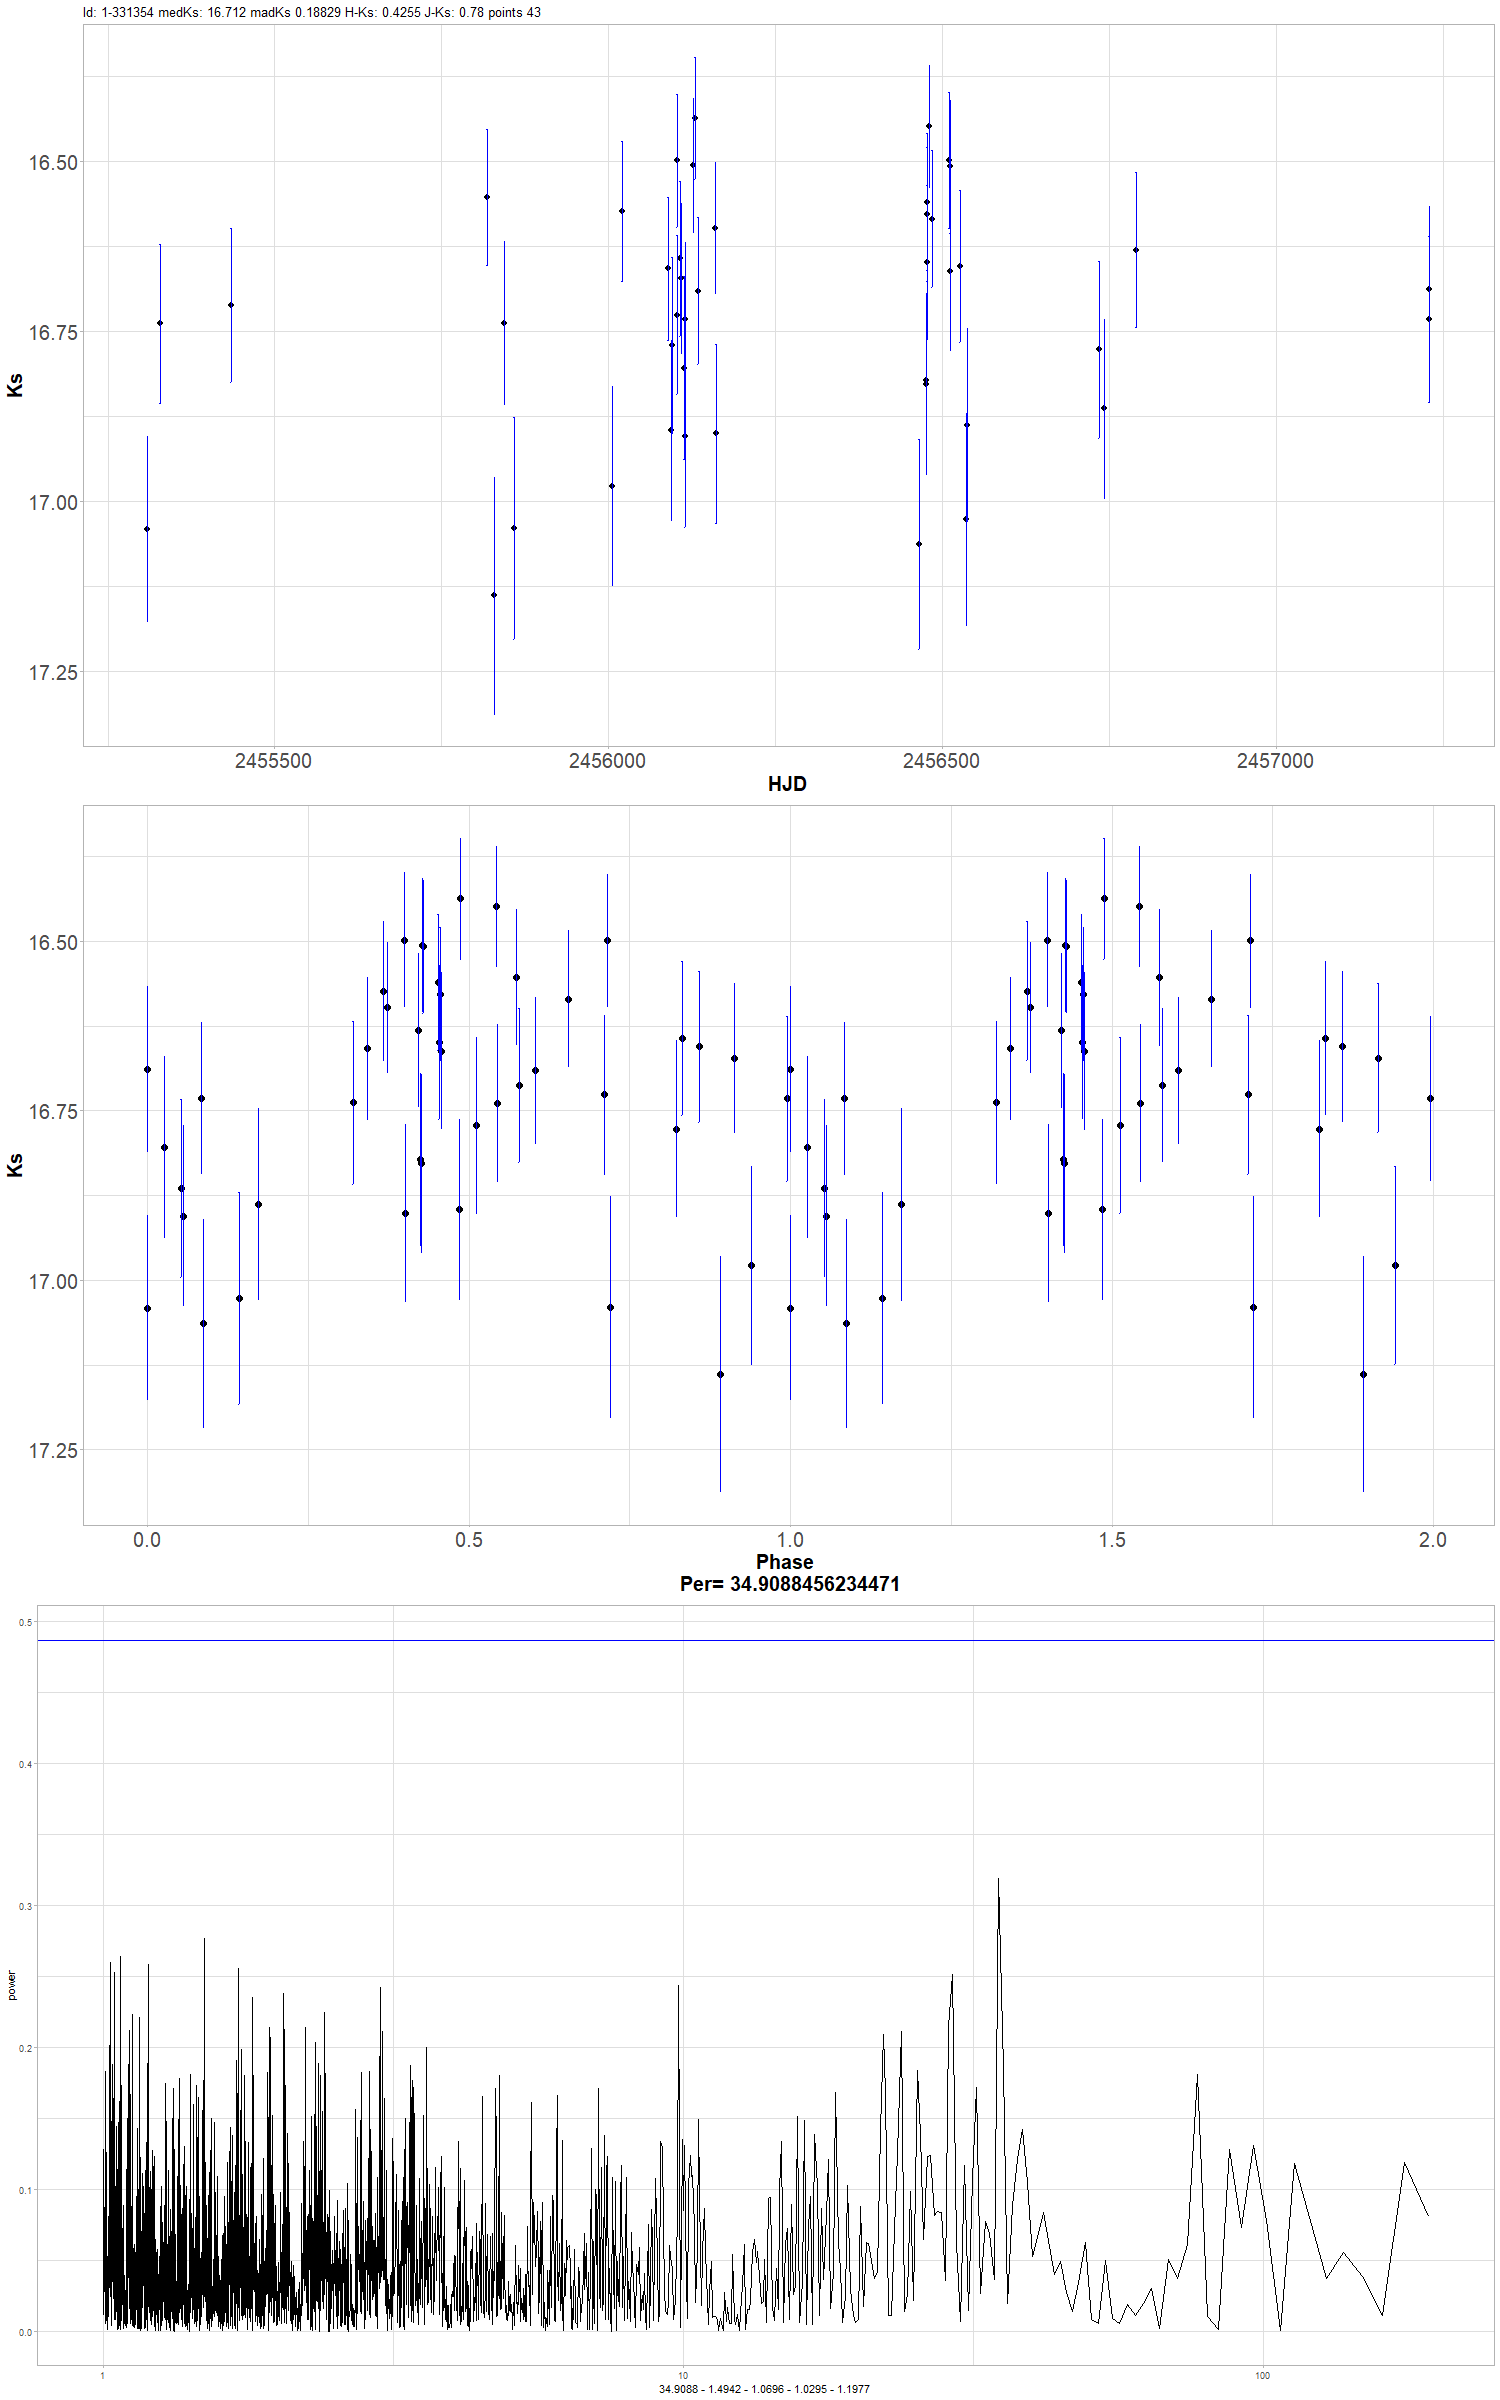 Id: 1-331354 medKs: 16.712 madKs 0.18829 H-Ks: 0.4255 J-Ks: 0.78 points 43
16.50
16.75
17.00
17.25
Ks
2455500 2456000 2456500 2457000
HJD
16.50
16.75
17.00
17.25
Ks
0.0 0.5 1.0 1.5 2.0
Phase
Per= 34.9088456234471
0.5
0.4
0.3
0.2
0.1
0.0
power
1 10 100
34.9088 - 1.4942 - 1.0696 - 1.0295 - 1.1977